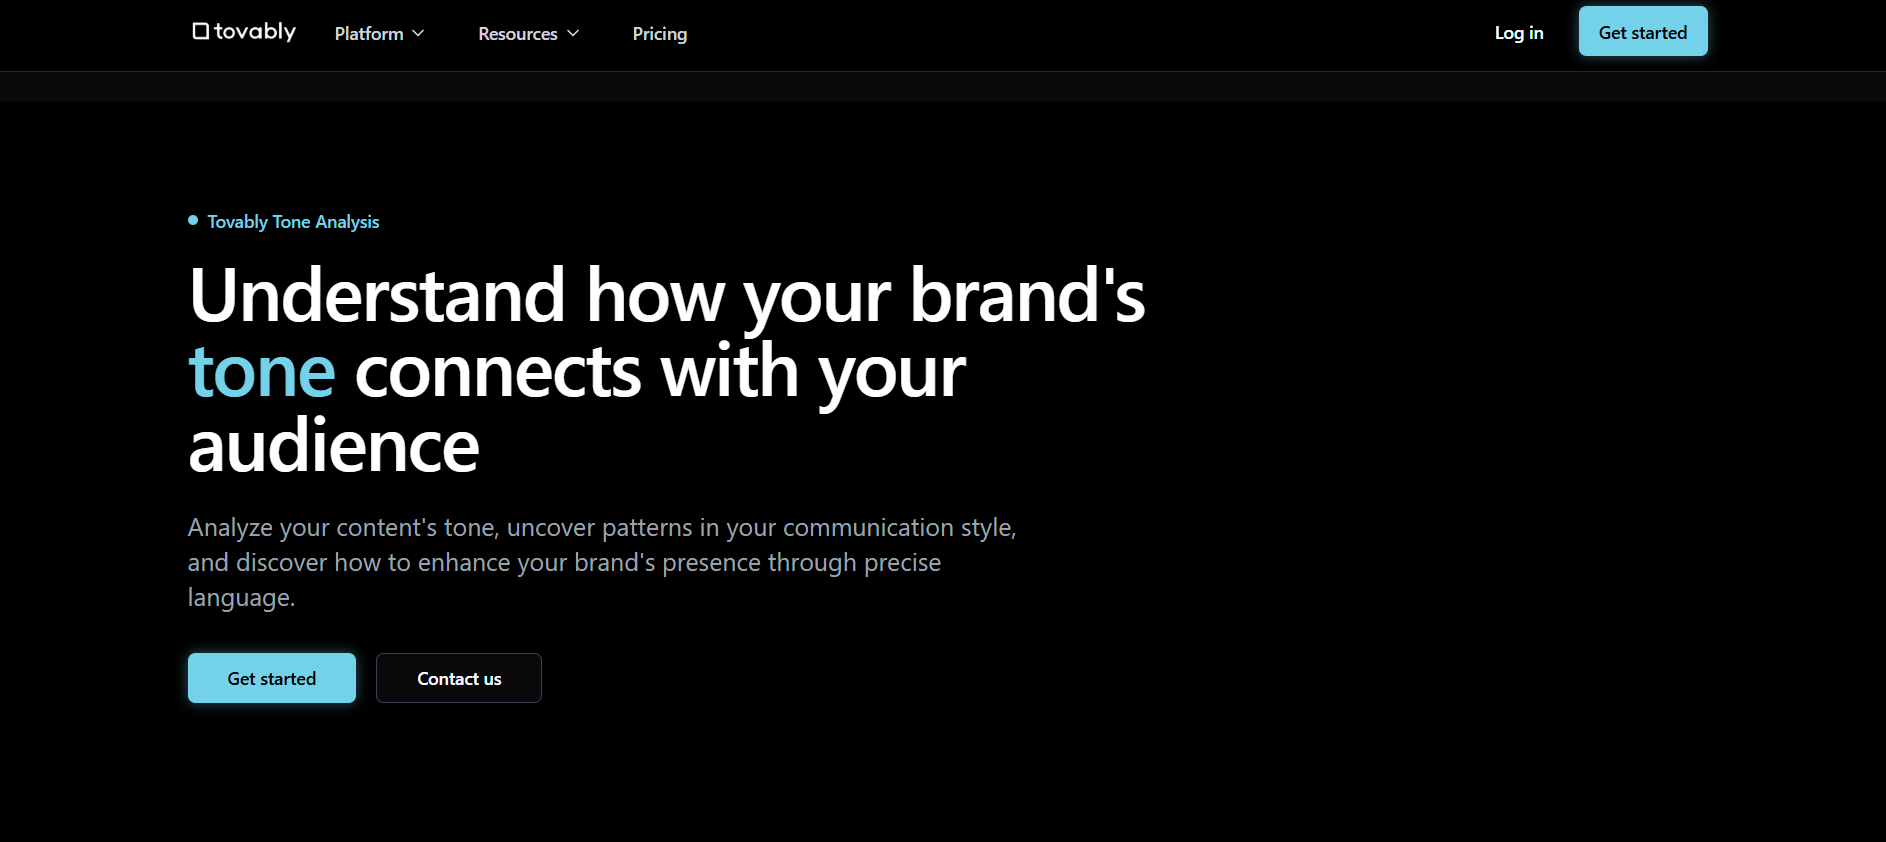 tovably
Platform
Resources
Pricing
Log in
Get started
Tovably Tone Analysis
Understand how your brand's
tone connects with your
audience
Analyze your content's tone, uncover patterns in your communication style,
and discover how to enhance your brand's presence through precise
language.
Get started
Contact us